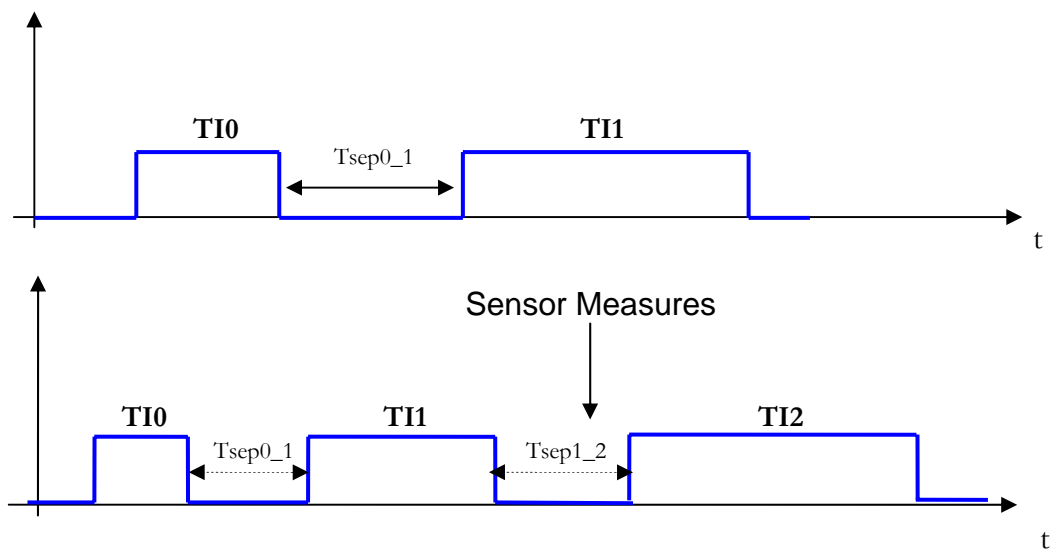 TI0
TI1
Tsep0_1
t
Sensor Measures
TI0
TI1
TI2
Tsep0_1
Tsep1_2
t